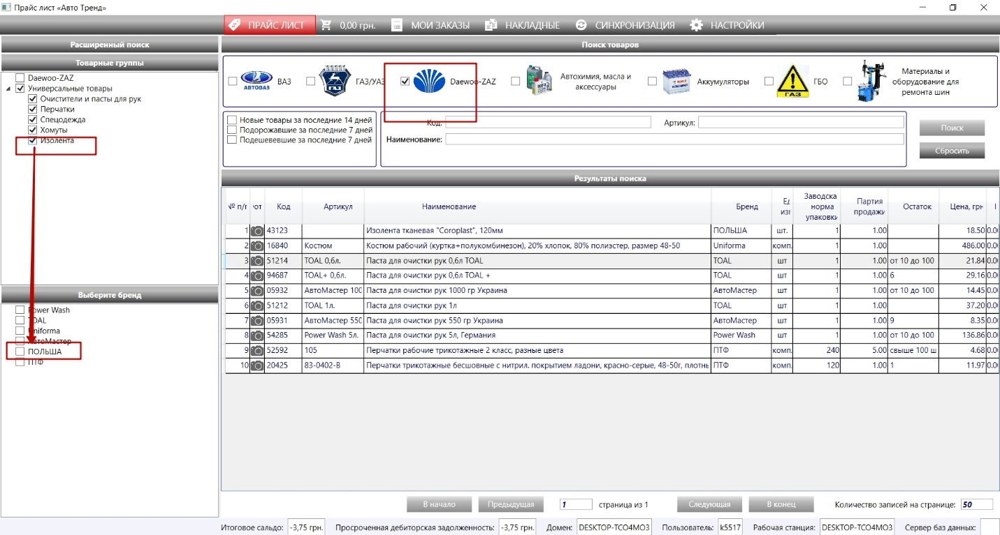 Прайс лист «Авто Тренд»
ПРАЙС ЛИСТ 0,00 грн. МОИ ЗАКАЗЫ НАКЛАДНЫЕ СИНХРОНИЗАЦИЯ НАСТРОЙКИ
Расширенный поиск
Товарные группы
Daewoo-ZAZ
Универсальные товары
Очистители и пасты для рук
Перчатки
Спецодежда
Хомуты
Изолента
Выберите бренд
Power Wash
TOAL
Uniforma
АвтоМастер
ПОЛЬША
ПТФ
Поиск товаров
АВТОВАЗ ВАЗ
ГАЗ/УАЗ
Daewoo-ZAZ
Автохимия, масла и
аксессуары
Аккумуляторы
ГАЗ ГБО
Материалы и
оборудование для
ремонта шин
Новые товары за последние 14 дней
Подорожавшие за последние 7 дней
Подешевевшие за последние 7 дней
Код: Артикул:
Наименование:
Поиск
Сбросить
Результаты поиска
№ п/г Код Артикул Наименование Бренд Ед изм Заводска норма упаковки Партия продажи Остаток Цена, грн
1 43123 Изолента тканевая "Coroplast", 120мм ПОЛЬША шт. 1 1.00 18.50 0.00
2 16840 Костюм Костюм рабочий (куртка+полукомбинезон), 20% хлопок, 80% полиэстер, размер 48-50 Uniforma комп. 1 1.00 486.00 0.00
3 51214 TOAL 0,6л. Паста для очистки рук 0,6л TOAL TOAL шт 1 1.00 от 10 до 100 21.84 0.00
4 94687 TOAL+ 0,6л. Паста для очистки рук 0,6л TOAL + TOAL шт 1 1.00 6 29.16 0.00
5 05932 АвтоМастер 100 Паста для очистки рук 1000 гр Украина АвтоМастер шт 1 1.00 от 10 до 100 14.45 0.00
6 51212 TOAL 1л. Паста для очистки рук 1л TOAL шт 1 1.00 37.20 0.00
7 05931 АвтоМастер 550 Паста для очистки рук 550 гр Украина АвтоМастер шт 1 1.00 9 8.35 0.00
8 54285 Power Wash 5л. Паста для очистки рук 5л, Германия Power Wash шт 1 1.00 от 10 до 100 136.86 0.00
9 52592 105 Перчатки рабочие трикотажные 2 класс, разные цвета ПТФ комп. 240 5.00 свыше 100 ш 4.68 0.00
10 20425 83-0402-В Перчатки трикотажные бесшовные с нитрил. покрытием ладони, красно-серые, 48-50г, плотнь ПТФ комп. 120 1.00 1 11.97 0.00
В начало Предыдущая 1 страница из 1 Следующая В конец Количество записей на странице: 50
Итоговое сальдо: -3,75 грн. Просроченная дебиторская задолженность: -3,75 грн. Домен: DESKTOP-TCO4MO3 Пользователь: k5517 Рабочая станция: DESKTOP-TCO4MO3 Сервер баз данных: